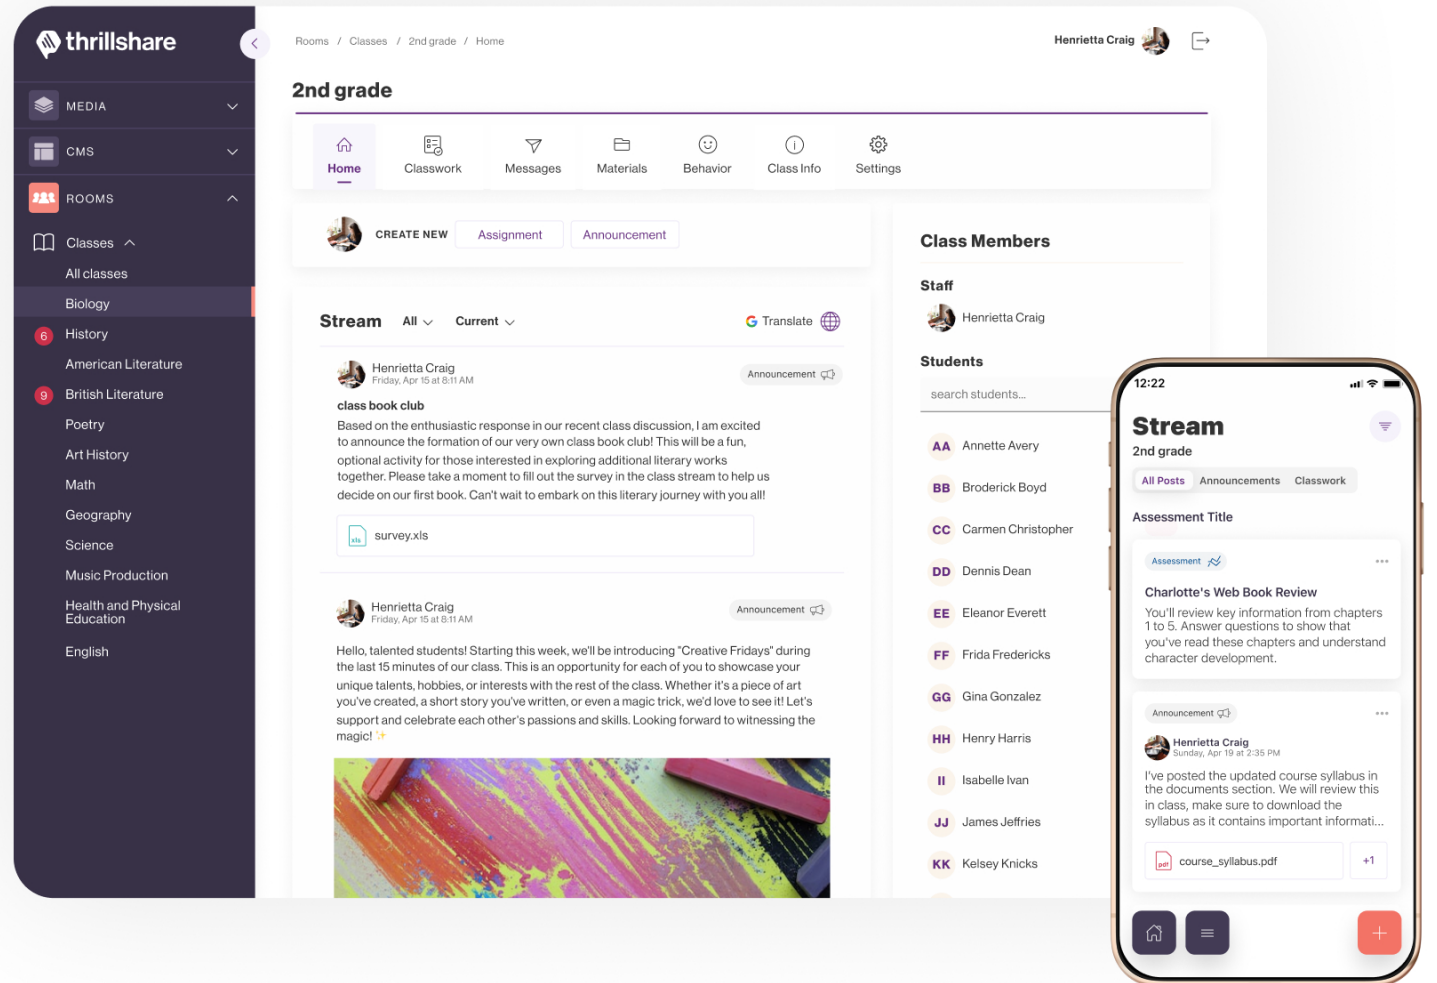 thrillshare
MEDIA
CMS
ROOMS
Classes
All classes
Biology
6 History
American Literature
9 British Literature
Poetry
Art History
Math
Geography
Science
Music Production
Health and Physical
Education
English
Rooms / Classes / 2nd grade / Home
Henrietta Craig
2nd grade
Home Classwork Messages Materials Behavior Class Info Settings
CREATE NEW Assignment Announcement
Stream All Current G Translate
Henrietta Craig
Friday, Apr 15 at 8:11 AM
Announcement
class book club
Based on the enthusiastic response in our recent class discussion, I am excited
to announce the formation of our very own class book club! This will be a fun,
optional activity for those interested in exploring additional literary works
together. Please take a moment to fill out the survey in the class stream to help us
decide on our first book. Can't wait to embark on this literary journey with you all!
xls survey.xls
Henrietta Craig
Friday, Apr 15 at 8:11 AM
Announcement
Hello, talented students! Starting this week, we'll be introducing "Creative Fridays" during
the last 15 minutes of our class. This is an opportunity for each of you to showcase your
unique talents, hobbies, or interests with the rest of the class. Whether it's a piece of art
you've created, a short story you've written, or even a magic trick, we'd love to see it! Let's
support and celebrate each other's passions and skills. Looking forward to witnessing the
magic! ✨
Class Members
Staff
Henrietta Craig
Students
search students...
AA Annette Avery
BB Broderick Boyd
CC Carmen Christopher
DD Dennis Dean
EE Eleanor Everett
FF Frida Fredericks
GG Gina Gonzalez
HH Henry Harris
II Isabelle Ivan
JJ James Jeffries
KK Kelsey Knicks
12:22
Stream
2nd grade
All Posts Announcements Classwork
Assessment Title
Assessment
Charlotte's Web Book Review
You'll review key information from chapters
1 to 5. Answer questions to show that
you've read these chapters and understand
character development.
Announcement
Henrietta Craig
Sunday, Apr 19 at 2:35 PM
I've posted the updated course syllabus in
the documents section. We will review this
in class, make sure to download the
syllabus as it contains important informati...
pdf course_syllabus.pdf +1